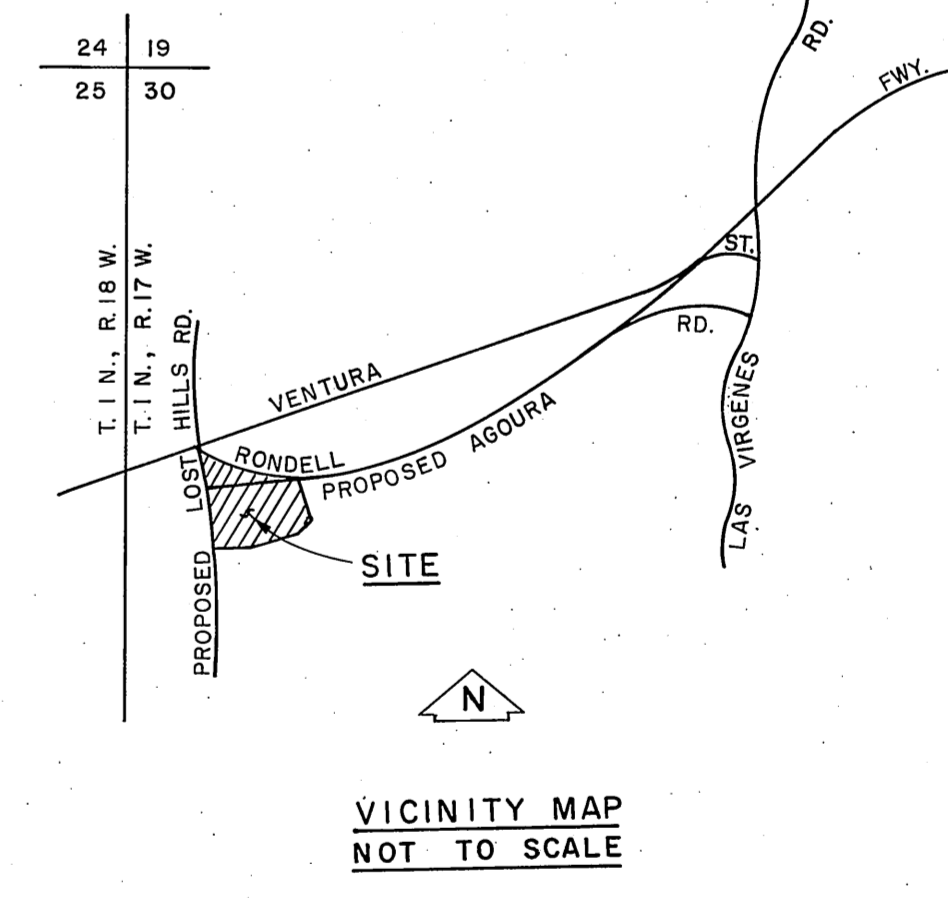 24 19
25 30
T. 1 N., R. 18 W.
T. 1 N., R. 17 W.
PROPOSED LOST HILLS RD.
VENTURA FWY.
RONDELL ST.
PROPOSED AGOURA RD.
LAS VIRGENES RD.
SITE
N
VICINITY MAP
NOT TO SCALE